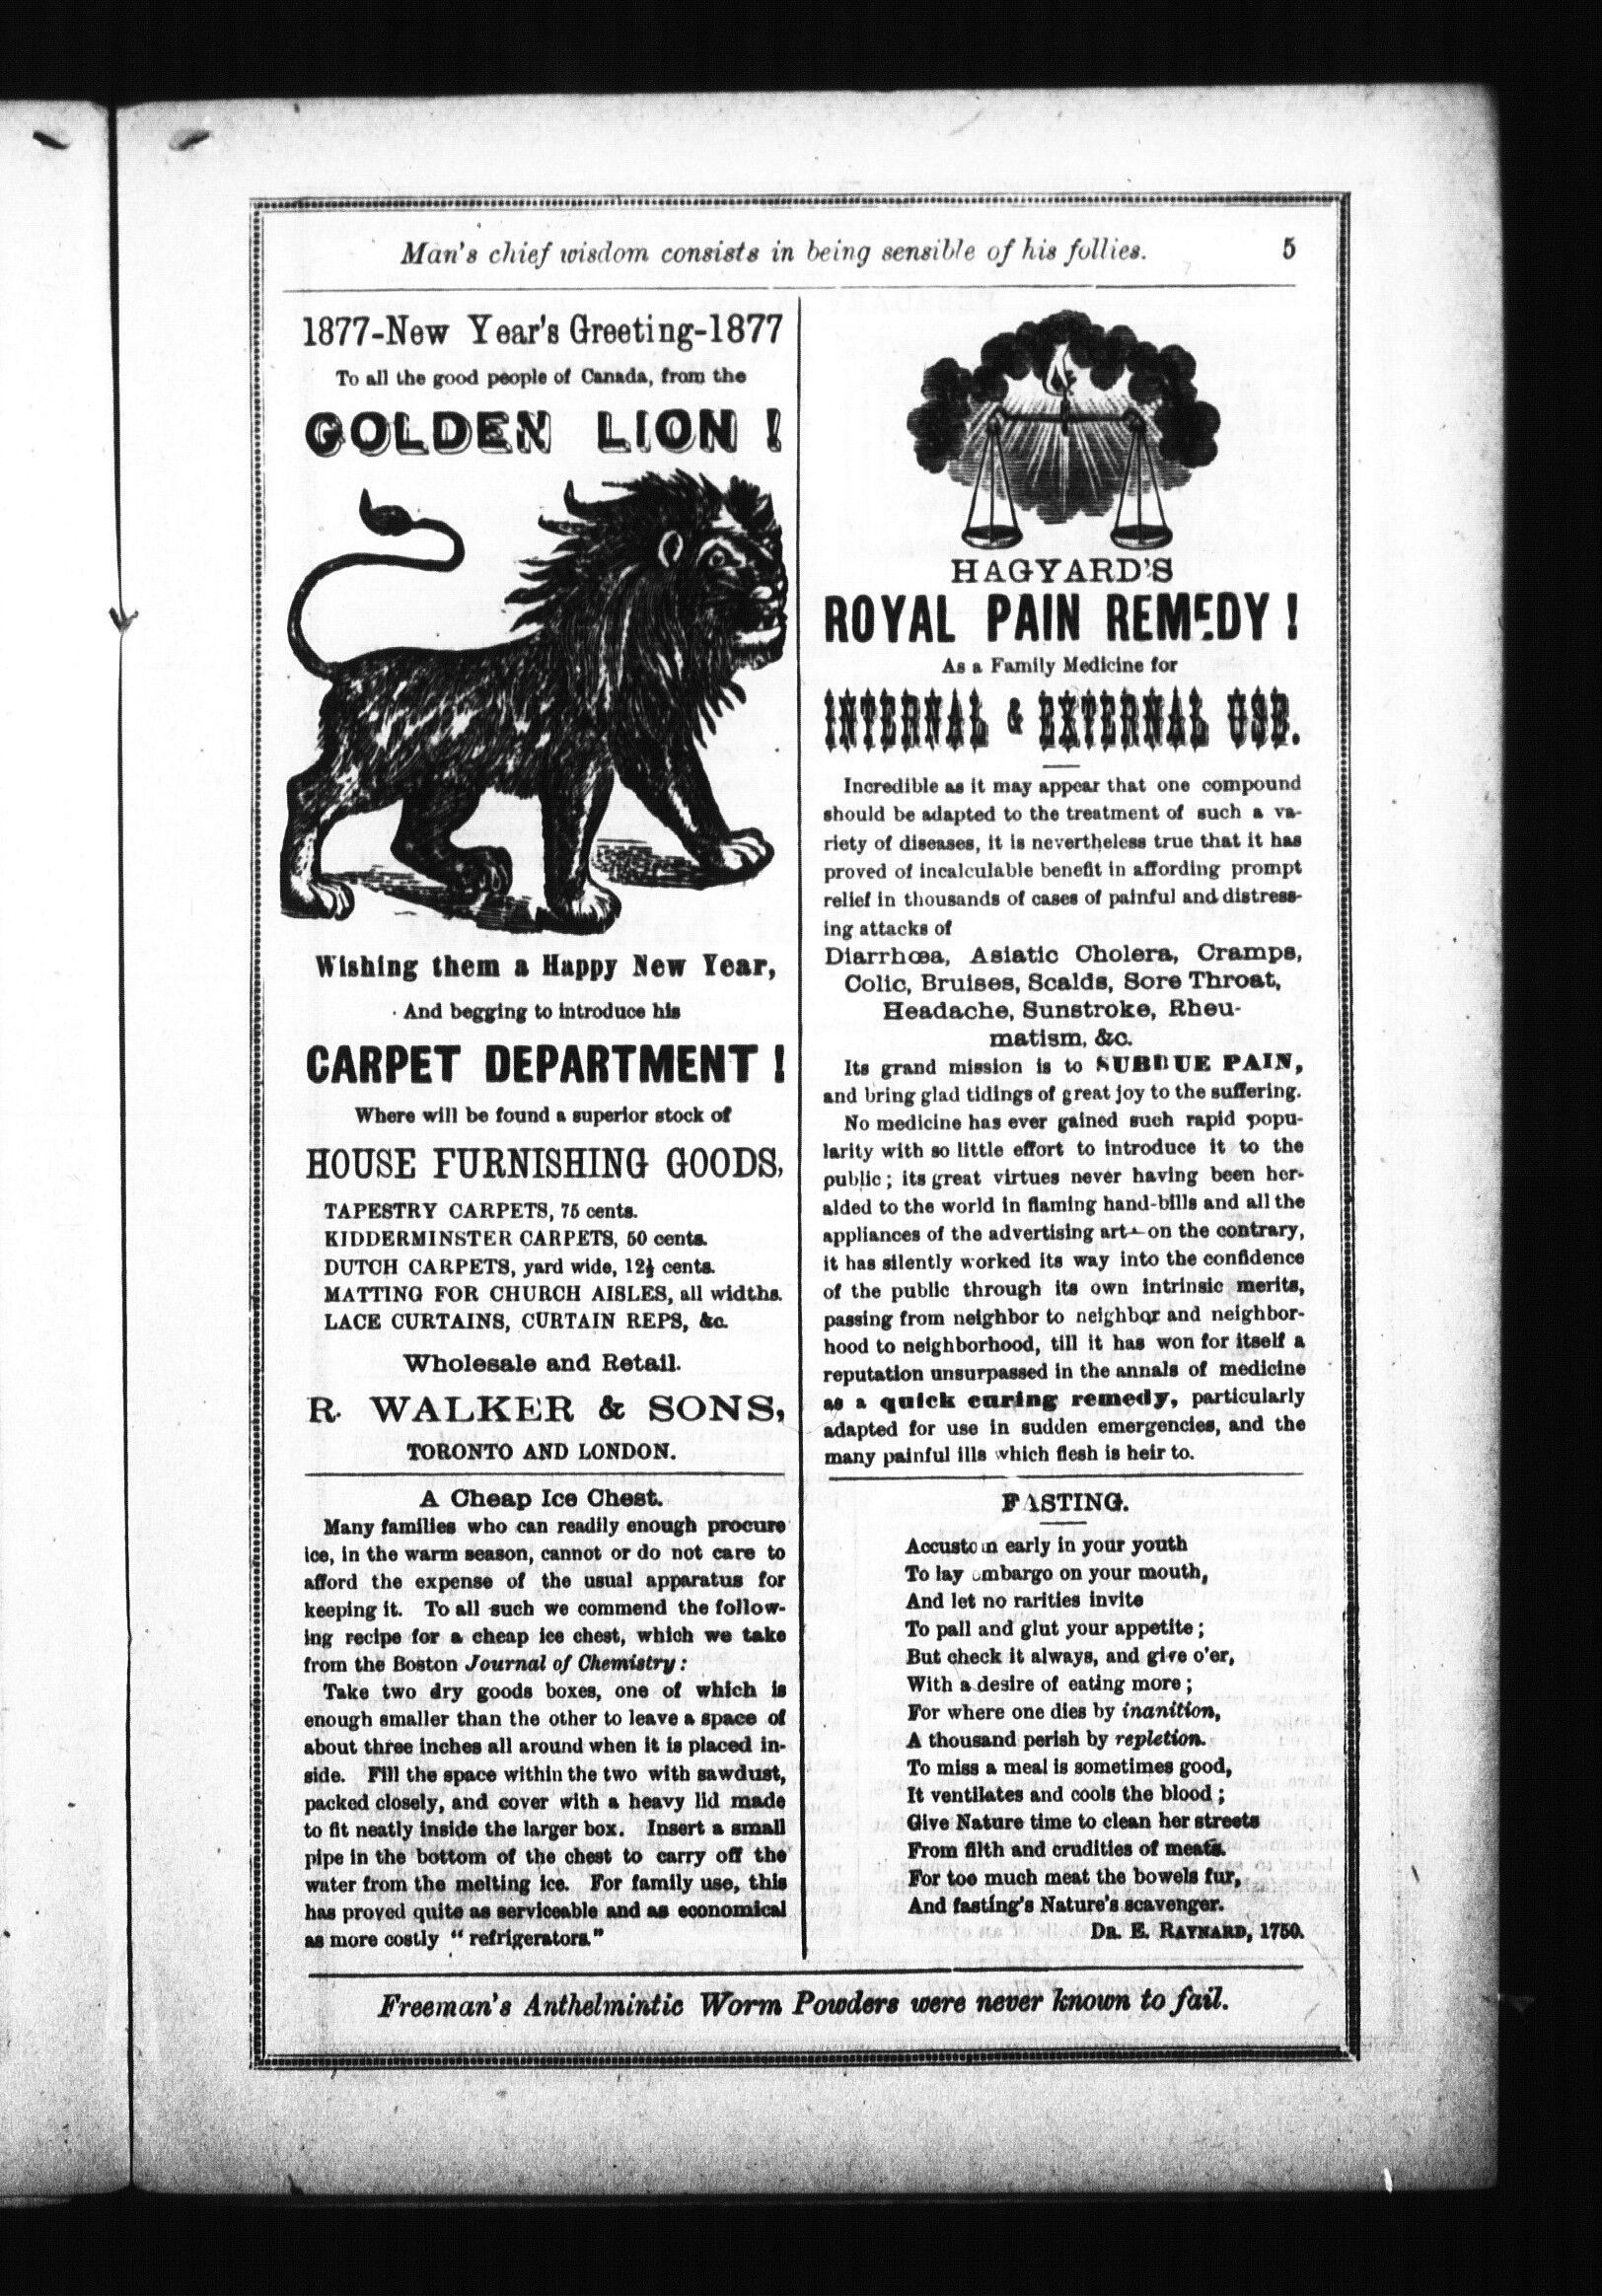 Man's chief wisdom consists in being sensible of his follies. 5
1877-New Year's Greeting-1877
To all the good people of Canada, from the
GOLDEN LION!
Wishing them a Happy New Year,
And begging to introduce his
CARPET DEPARTMENT!
Where will be found a superior stock of
HOUSE FURNISHING GOODS,
TAPESTRY CARPETS, 75 cents.
KIDDERMINSTER CARPETS, 50 cents.
DUTCH CARPETS, yard wide, 12½ cents.
MATTING FOR CHURCH AISLES, all widths.
LACE CURTAINS, CURTAIN REPS, &c.
Wholesale and Retail.
R. WALKER & SONS,
TORONTO AND LONDON.
A Cheap Ice Chest.
Many families who can readily enough procure
ice, in the warm season, cannot or do not care to
afford the expense of the usual apparatus for
keeping it. To all such we commend the follow-
ing recipe for a cheap ice chest, which we take
from the Boston Journal of Chemistry:
Take two dry goods boxes, one of which is
enough smaller than the other to leave a space of
about three inches all around when it is placed in-
side. Fill the space within the two with sawdust,
packed closely, and cover with a heavy lid made
to fit neatly inside the larger box. Insert a small
pipe in the bottom of the chest to carry off the
water from the melting ice. For family use, this
has proved quite as serviceable and as economical
as more costly "refrigerators."
HAGYARD'S
ROYAL PAIN REMEDY!
As a Family Medicine for
INTERNAL & EXTERNAL USE.
Incredible as it may appear that one compound
should be adapted to the treatment of such a va-
riety of diseases, it is nevertheless true that it has
proved of incalculable benefit in affording prompt
relief in thousands of cases of painful and distress-
ing attacks of
Diarrhœa, Asiatic Cholera, Cramps,
Colic, Bruises, Scalds, Sore Throat,
Headache, Sunstroke, Rheu-
matism, &c.
Its grand mission is to SUBDUE PAIN,
and bring glad tidings of great joy to the suffering.
No medicine has ever gained such rapid popu-
larity with so little effort to introduce it to the
public; its great virtues never having been her-
alded to the world in flaming hand-bills and all the
appliances of the advertising art—on the contrary,
it has silently worked its way into the confidence
of the public through its own intrinsic merits,
passing from neighbor to neighbor and neighbor-
hood to neighborhood, till it has won for itself a
reputation unsurpassed in the annals of medicine
as a quick curing remedy, particularly
adapted for use in sudden emergencies, and the
many painful ills which flesh is heir to.
FASTING.
Accustom early in your youth
To lay embargo on your mouth,
And let no rarities invite
To pall and glut your appetite;
But check it always, and give o'er,
With a desire of eating more;
For where one dies by inanition,
A thousand perish by repletion.
To miss a meal is sometimes good,
It ventilates and cools the blood;
Give Nature time to clean her streets
From filth and crudities of meats.
For too much meat the bowels fur,
And fasting's Nature's scavenger.
DR. E. RAYNARD, 1750.
Freeman's Anthelmintic Worm Powders were never known to fail.